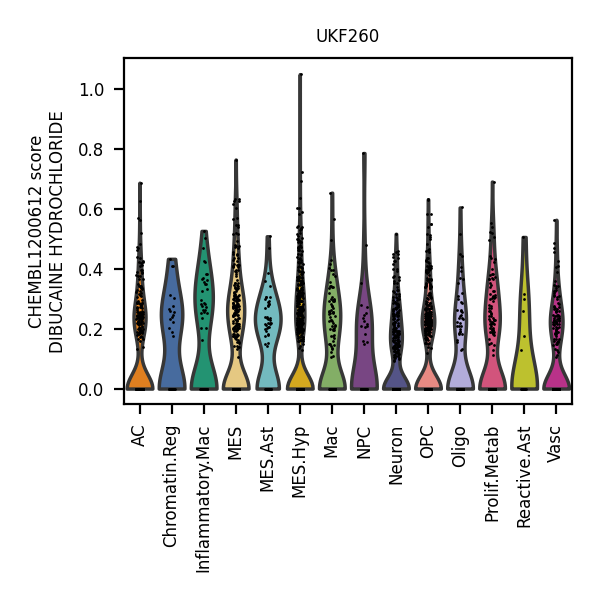 UKF260
CHEMBL1200612 score
DIBUCAINE HYDROCHLORIDE
1.0
0.8
0.6
0.4
0.2
0.0
AC
Chromatin.Reg
Inflammatory.Mac
MES
MES.Ast
MES.Hyp
Mac
NPC
Neuron
OPC
Oligo
Prolif.Metab
Reactive.Ast
Vasc